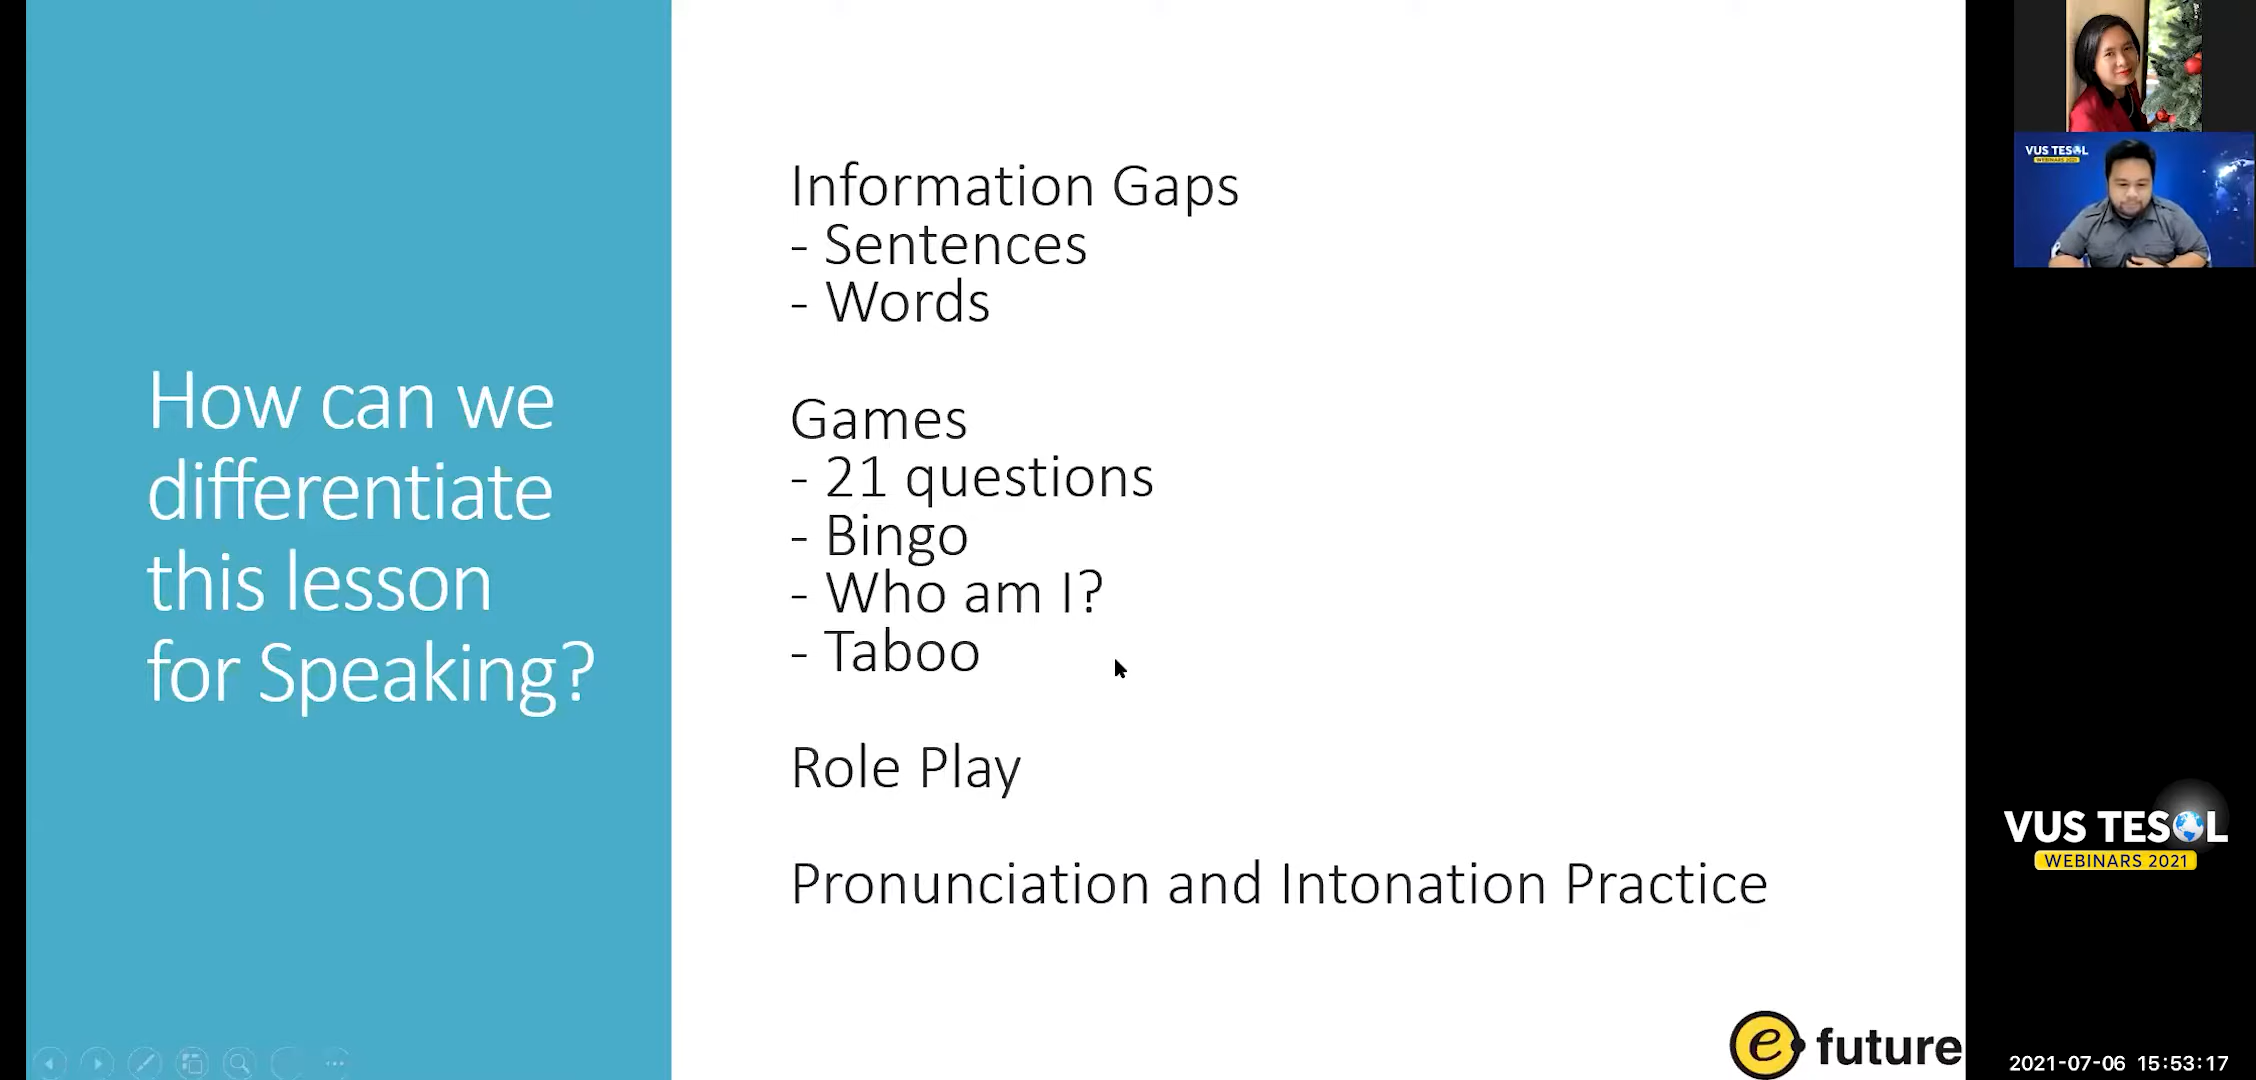 How can we
differentiate
this lesson
for Speaking?
Information Gaps
- Sentences
- Words
Games
- 21 questions
- Bingo
- Who am I?
- Taboo
Role Play
Pronunciation and Intonation Practice
e future
VUS TESOL
WEBINARS 2021
VUS TESOL
WEBINARS 2021
2021-07-06 15:53:17